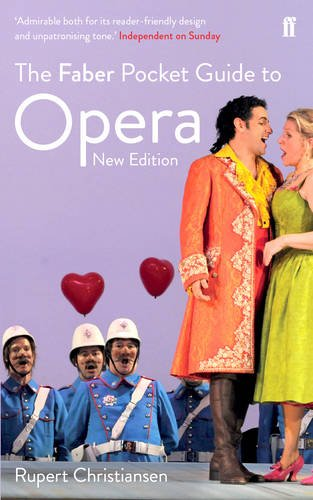 'Admirable both for its reader-friendly design
and unpatronising tone.' Independent on Sunday
ff
The Faber Pocket Guide to
Opera
New Edition
Rupert Christiansen